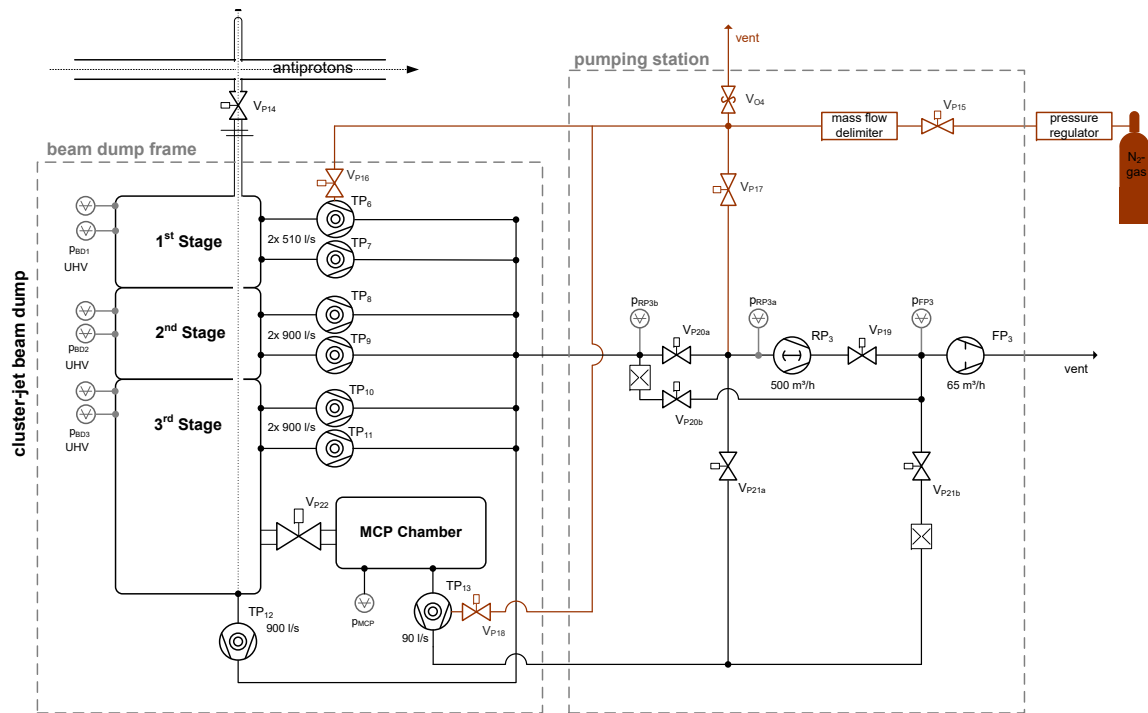 vent
pumping station
antiprotons
V_P14
V_O4
mass flow
delimiter
V_P15
pressure
regulator
N₂-
gas
beam dump frame
V_P16
V_P17
TP₆
1st Stage
2x 510 l/s
TP₇
p_BD1
UHV
TP₈
2nd Stage
2x 900 l/s
TP₉
p_BD2
UHV
p_RP3b
p_RP3a
p_FP3
V_P20a
RP₃
V_P19
FP₃
500 m³/h
65 m³/h
vent
V_P20b
TP₁₀
3rd Stage
2x 900 l/s
TP₁₁
p_BD3
UHV
cluster-jet beam dump
V_P21a
V_P21b
V_P22
MCP Chamber
TP₁₃
p_MCP
90 l/s
V_P18
TP₁₂
900 l/s